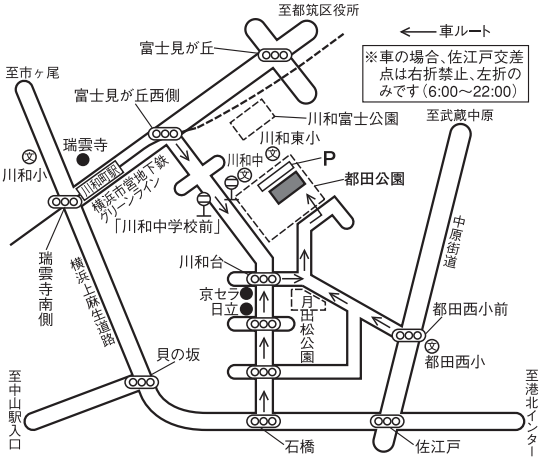 至都筑区役所
←車ルート
富士見が丘
※車の場合、佐江戸交差
点は右折禁止、左折の
みです（6:00～22:00）
至市ヶ尾
富士見が丘西側
川和富士公園
至武蔵中原
瑞雲寺
川和東小
文
川和小
文
川和中
文
P
都田公園
川和町駅
横浜市営地下鉄
グリーンライン
「川和中学校前」
中原街道
瑞雲寺南側
横浜上麻生道路
川和台
京セラ
日立
月出松公園
都田西小前
文
都田西小
貝の坂
至中山駅入口
至港北インター
石橋
佐江戸